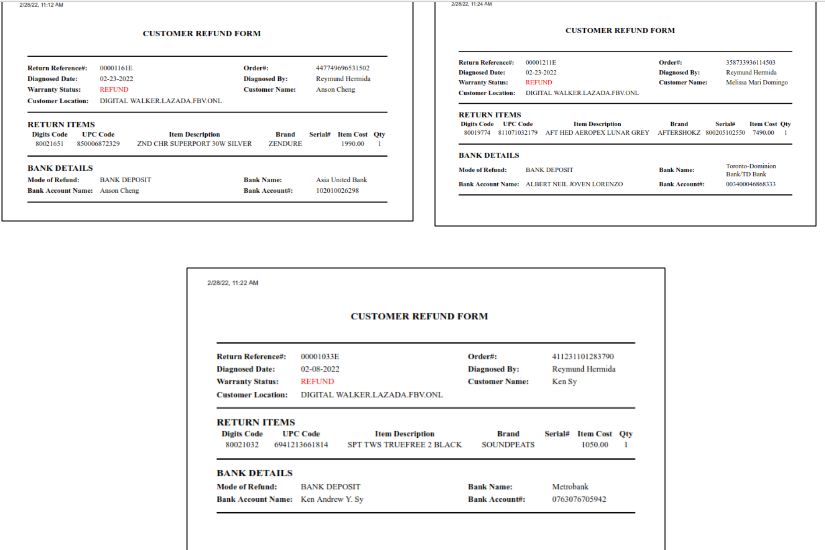 2/28/22, 11:12 AM
CUSTOMER REFUND FORM
Return Reference#: 00001161E Order#: 447749696531502
Diagnosed Date: 02-23-2022 Diagnosed By: Reymund Hermida
Warranty Status: REFUND Customer Name: Anson Cheng
Customer Location: DIGITAL WALKER.LAZADA.FBV.ONL
RETURN ITEMS
Digits Code UPC Code Item Description Brand Serial# Item Cost Qty
80021651 850006872329 ZND CHR SUPERPORT 30W SILVER ZENDURE 1990.00 1
BANK DETAILS
Mode of Refund: BANK DEPOSIT Bank Name: Asia United Bank
Bank Account Name: Anson Cheng Bank Account#: 102010026298
2/28/22, 11:24 AM
CUSTOMER REFUND FORM
Return Reference#: 00001211E Order#: 358733936114503
Diagnosed Date: 02-23-2022 Diagnosed By: Reymund Hermida
Warranty Status: REFUND Customer Name: Melissa Mari Domingo
Customer Location: DIGITAL WALKER.LAZADA.FBV.ONL
RETURN ITEMS
Digits Code UPC Code Item Description Brand Serial# Item Cost Qty
80019774 811071032179 AFT HED AEROPEX LUNAR GREY AFTERSHOKZ 800205102550 7490.00 1
BANK DETAILS
Mode of Refund: BANK DEPOSIT Bank Name: Toronto-Dominion
Bank/TD Bank
Bank Account Name: ALBERT NEIL JOVEN LORENZO Bank Account#: 003400046868333
2/28/22, 11:22 AM
CUSTOMER REFUND FORM
Return Reference#: 00001033E Order#: 411231101283790
Diagnosed Date: 02-08-2022 Diagnosed By: Reymund Hermida
Warranty Status: REFUND Customer Name: Ken Sy
Customer Location: DIGITAL WALKER.LAZADA.FBV.ONL
RETURN ITEMS
Digits Code UPC Code Item Description Brand Serial# Item Cost Qty
80021032 6941213661814 SPT TWS TRUEFREE 2 BLACK SOUNDPEATS 1050.00 1
BANK DETAILS
Mode of Refund: BANK DEPOSIT Bank Name: Metrobank
Bank Account Name: Ken Andrew Y. Sy Bank Account#: 0763076705942